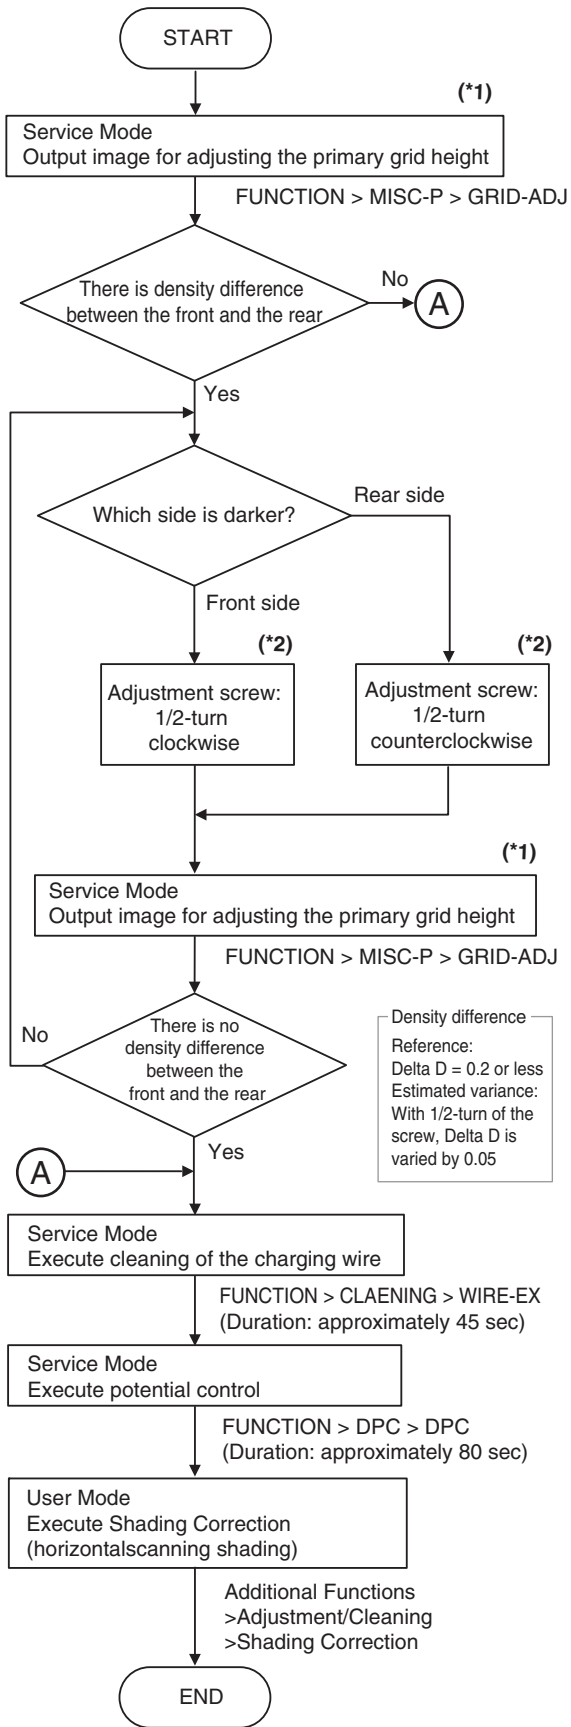 START
(*1)
Service Mode
Output image for adjusting the primary grid height
FUNCTION > MISC-P > GRID-ADJ
There is density difference
between the front and the rear
No
A
Yes
Which side is darker?
Rear side
Front side
(*2)
(*2)
Adjustment screw:
1/2-turn
clockwise
Adjustment screw:
1/2-turn
counterclockwise
(*1)
Service Mode
Output image for adjusting the primary grid height
FUNCTION > MISC-P > GRID-ADJ
No
There is no
density difference
between the
front and the rear
Density difference
Reference:
Delta D = 0.2 or less
Estimated variance:
With 1/2-turn of the
screw, Delta D is
varied by 0.05
Yes
A
Service Mode
Execute cleaning of the charging wire
FUNCTION > CLAENING > WIRE-EX
(Duration: approximately 45 sec)
Service Mode
Execute potential control
FUNCTION > DPC > DPC
(Duration: approximately 80 sec)
User Mode
Execute Shading Correction
(horizontalscanning shading)
Additional Functions
>Adjustment/Cleaning
>Shading Correction
END